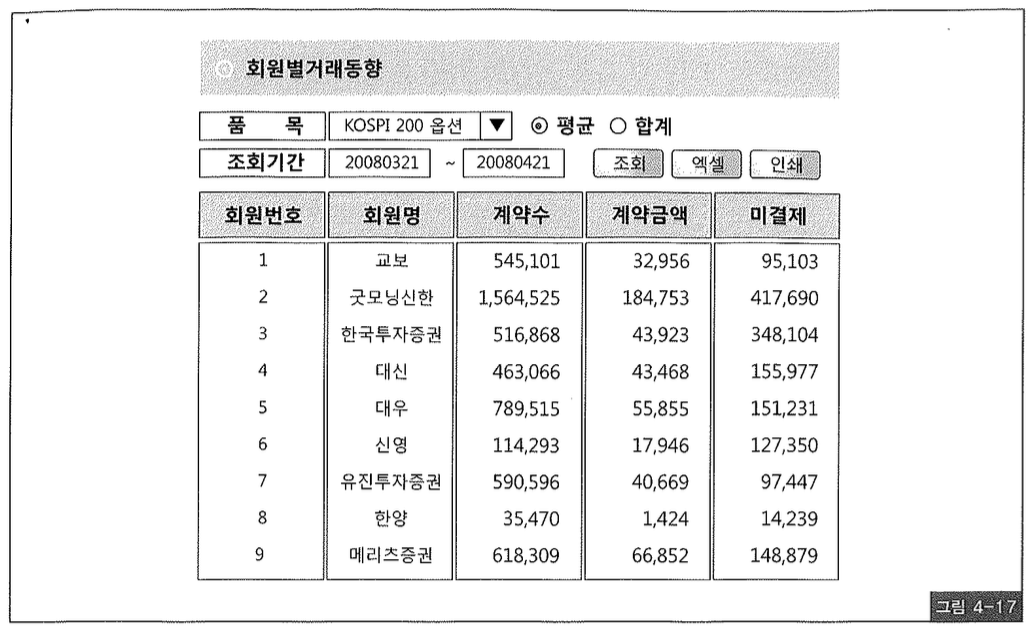 회원별거래동향
품 목 KOSPI 200 옵션 ▼ 평균 합계
조회기간 20080321 ~ 20080421 조회 엑셀 인쇄
회원번호 회원명 계약수 계약금액 미결제
1 교보 545,101 32,956 95,103
2 굿모닝신한 1,564,525 184,753 417,690
3 한국투자증권 516,868 43,923 348,104
4 대신 463,066 43,468 155,977
5 대우 789,515 55,855 151,231
6 신영 114,293 17,946 127,350
7 유진투자증권 590,596 40,669 97,447
8 한양 35,470 1,424 14,239
9 메리츠증권 618,309 66,852 148,879
그림 4-17